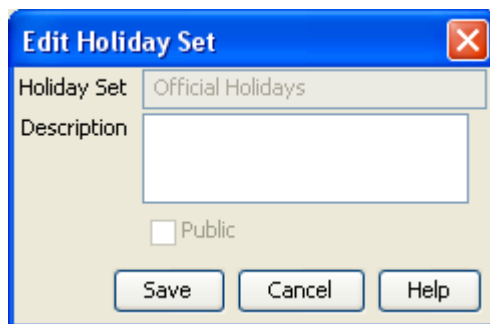 Edit Holiday Set
Holiday Set Official Holidays
Description
Public
Save Cancel Help